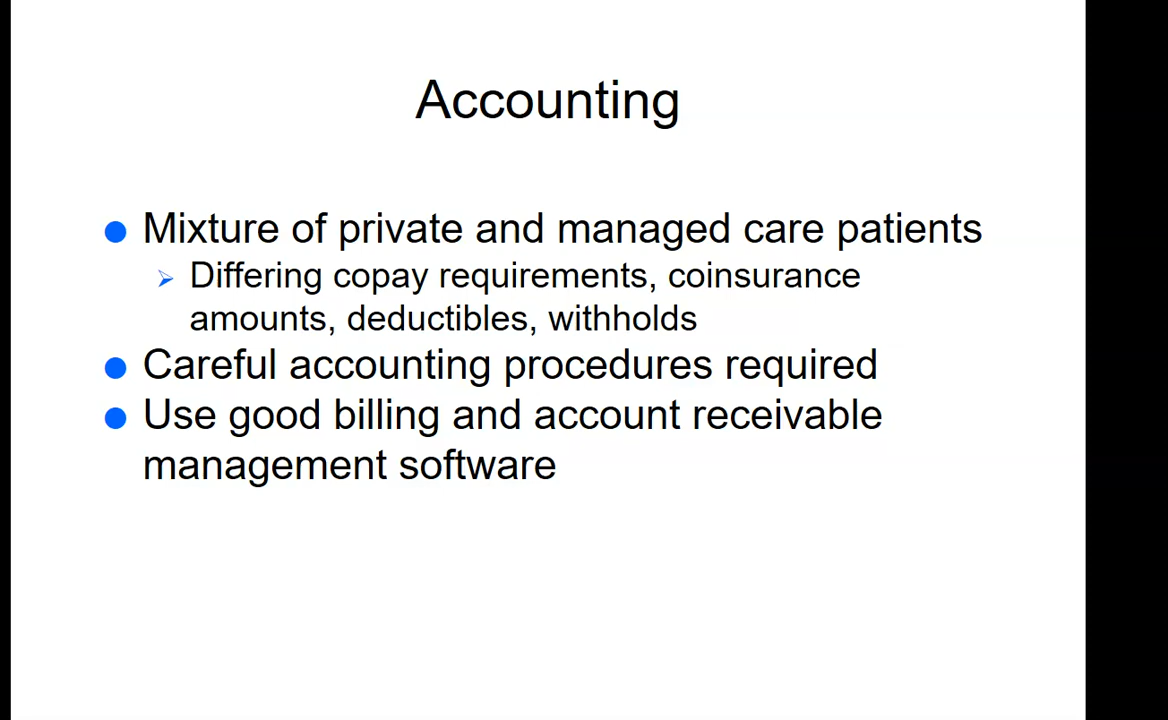 Accounting
Mixture of private and managed care patients
Differing copay requirements, coinsurance
amounts, deductibles, withholds
Careful accounting procedures required
Use good billing and account receivable
management software